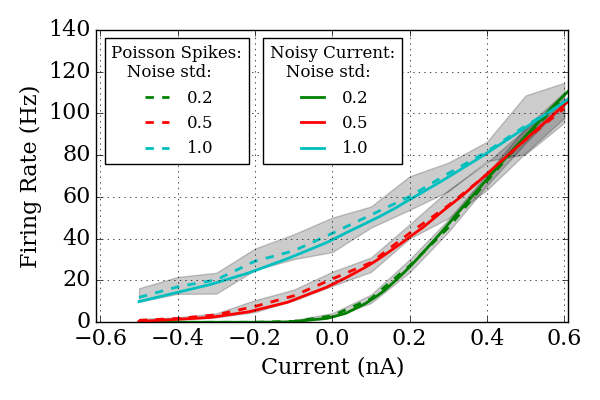 140
120
100
80
60
40
20
0
Firing Rate (Hz)
Poisson Spikes:
Noise std:
0.2
0.5
1.0
Noisy Current:
Noise std:
0.2
0.5
1.0
−0.6 −0.4 −0.2 0.0 0.2 0.4 0.6
Current (nA)